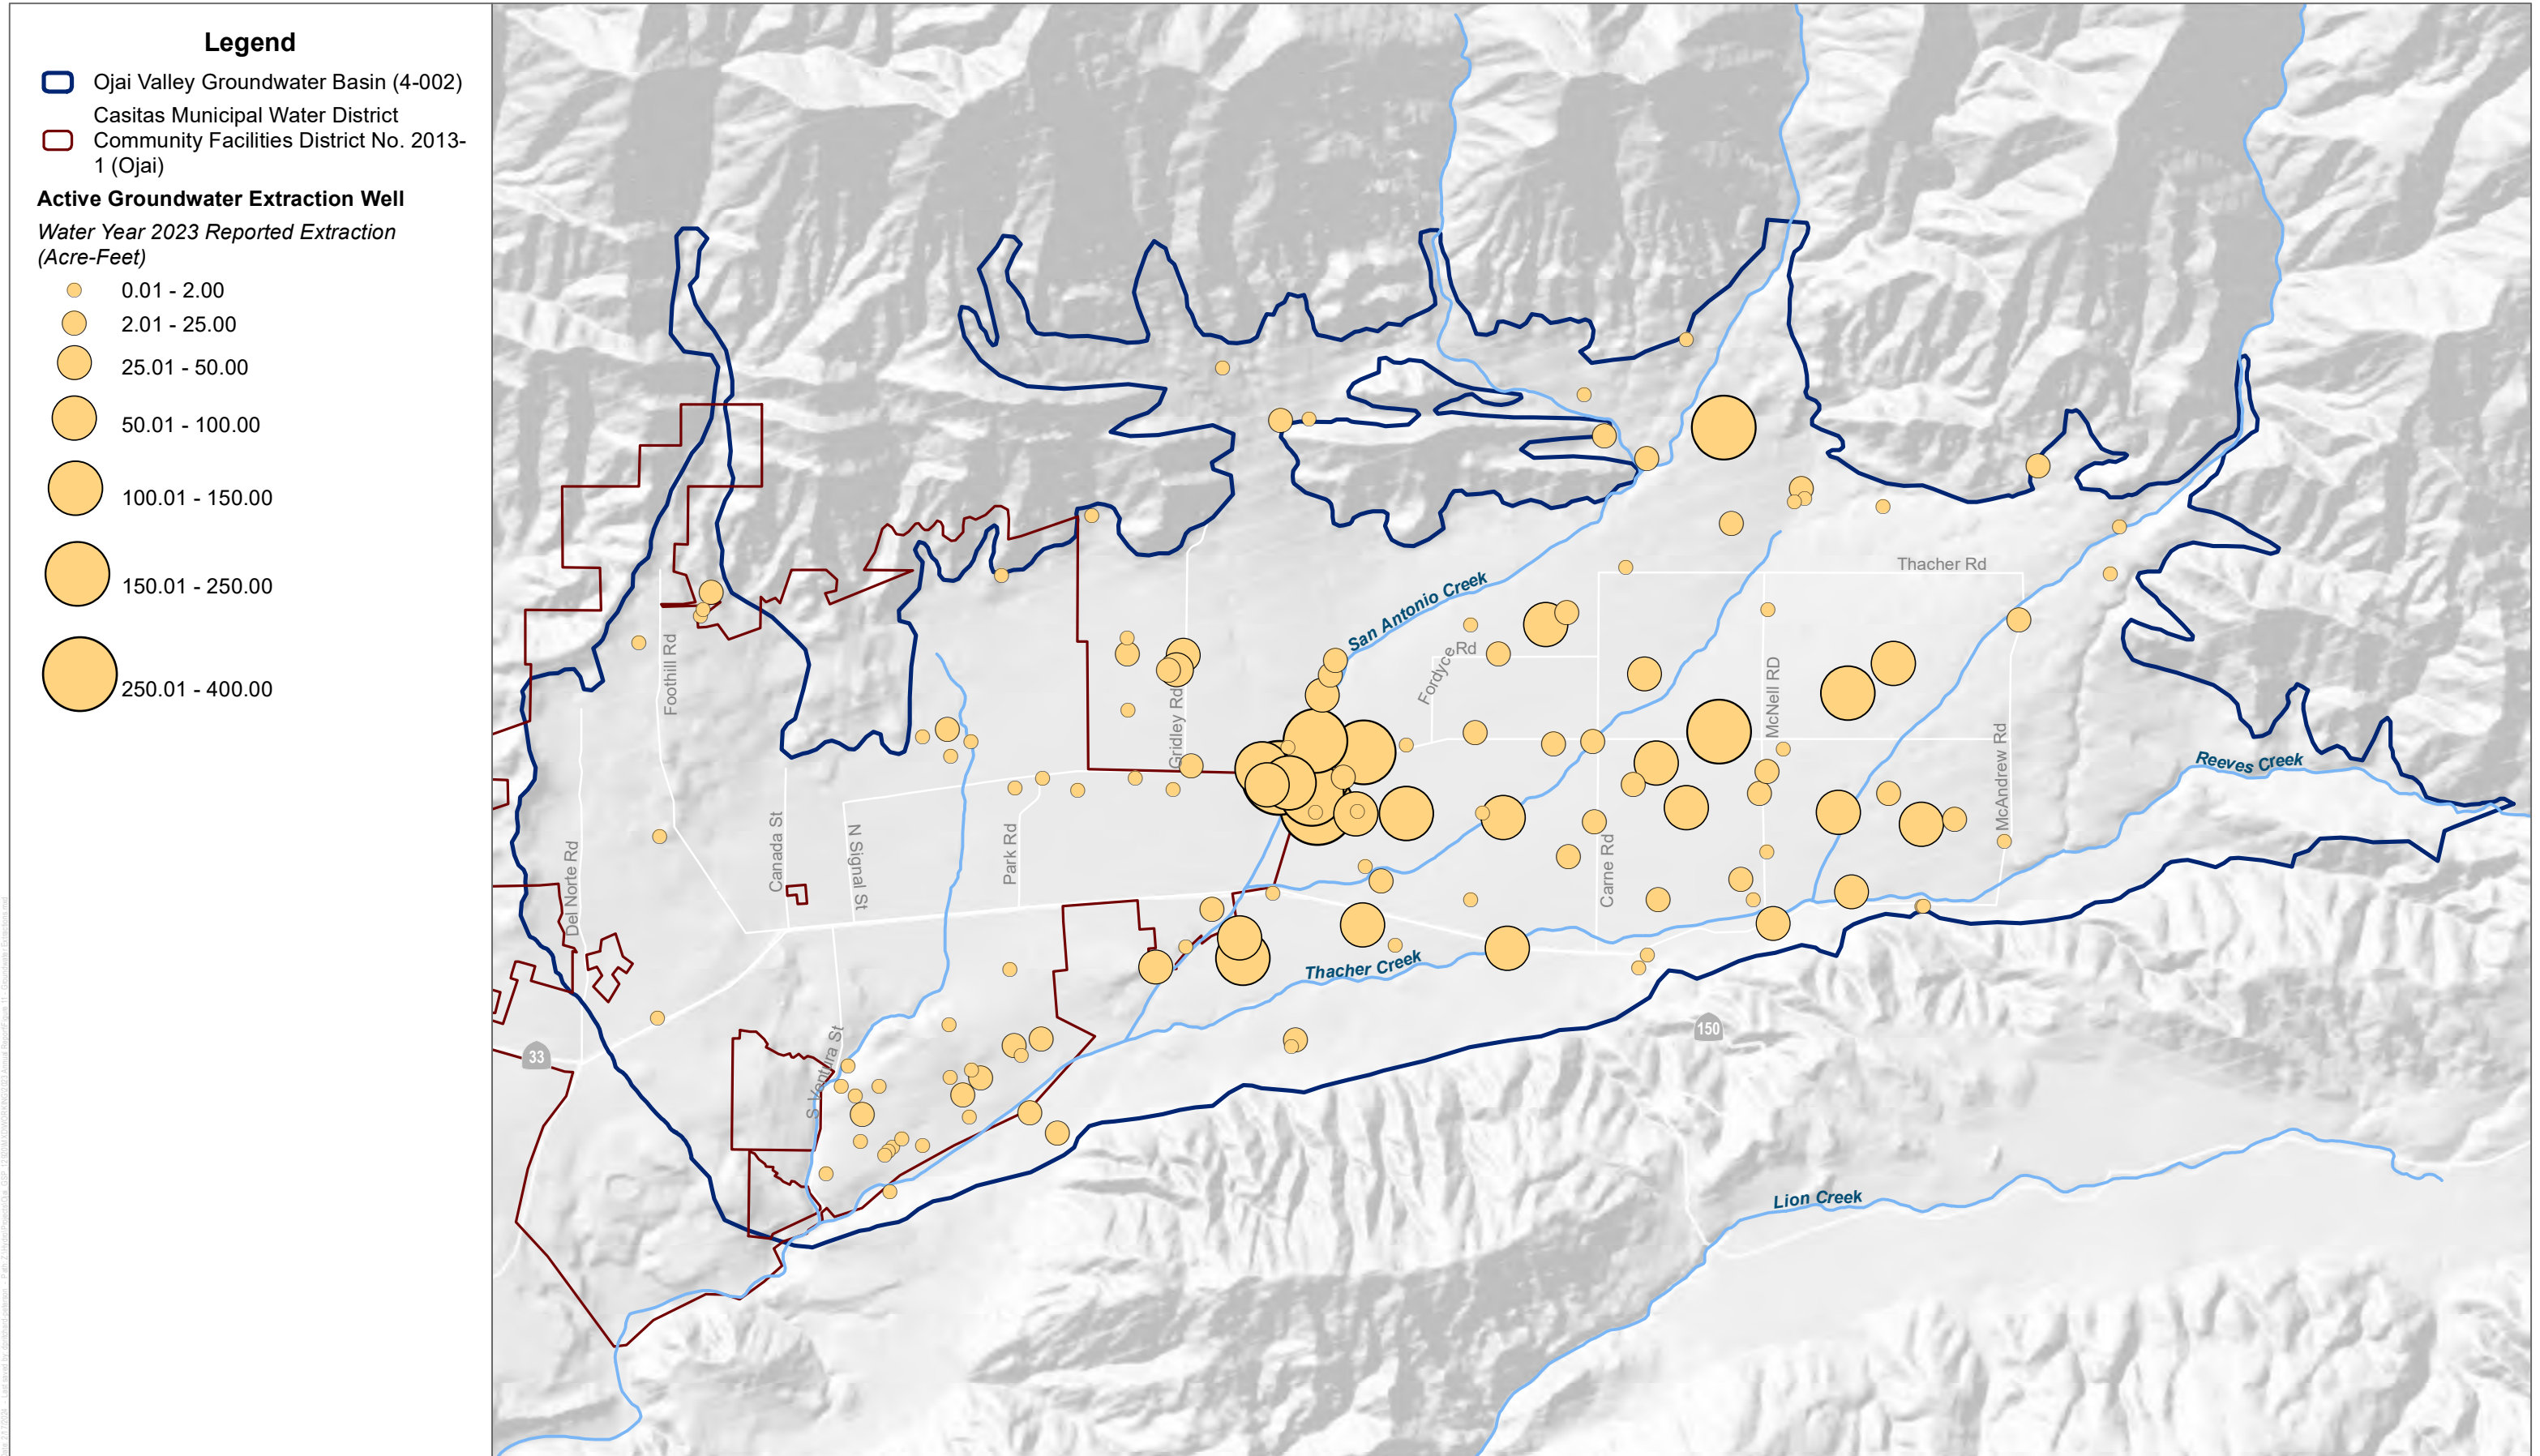 Legend
Ojai Valley Groundwater Basin (4-002)
Casitas Municipal Water District
Community Facilities District No. 2013-
1 (Ojai)
Active Groundwater Extraction Well
Water Year 2023 Reported Extraction
(Acre-Feet)
0.01 - 2.00
2.01 - 25.00
25.01 - 50.00
50.01 - 100.00
100.01 - 150.00
150.01 - 250.00
250.01 - 400.00
Thacher Rd
San Antonio Creek
Fordyce Rd
Foothill Rd
Gridley Rd
McNell RD
McAndrew Rd
Reeves Creek
Del Norte Rd
Canada St
N Signal St
Park Rd
Carne Rd
Thacher Creek
33
S Ventura St
150
Lion Creek